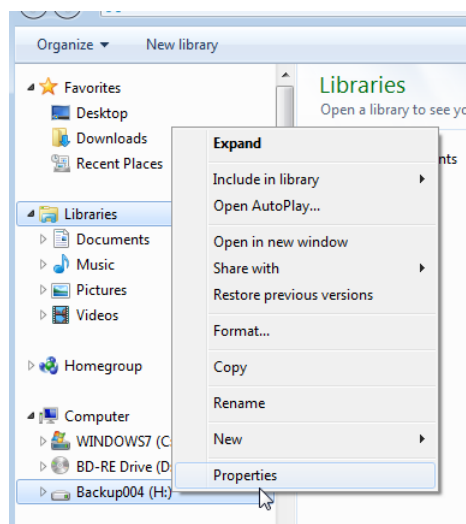 Organize
New library
Favorites
Desktop
Downloads
Recent Places
Libraries
Documents
Music
Pictures
Videos
Homegroup
Computer
WINDOWS7 (C:
BD-RE Drive (D:
Backup004 (H:)
Libraries
Open a library to see yo
nts
Expand
Include in library
Open AutoPlay...
Open in new window
Share with
Restore previous versions
Format...
Copy
Rename
New
Properties